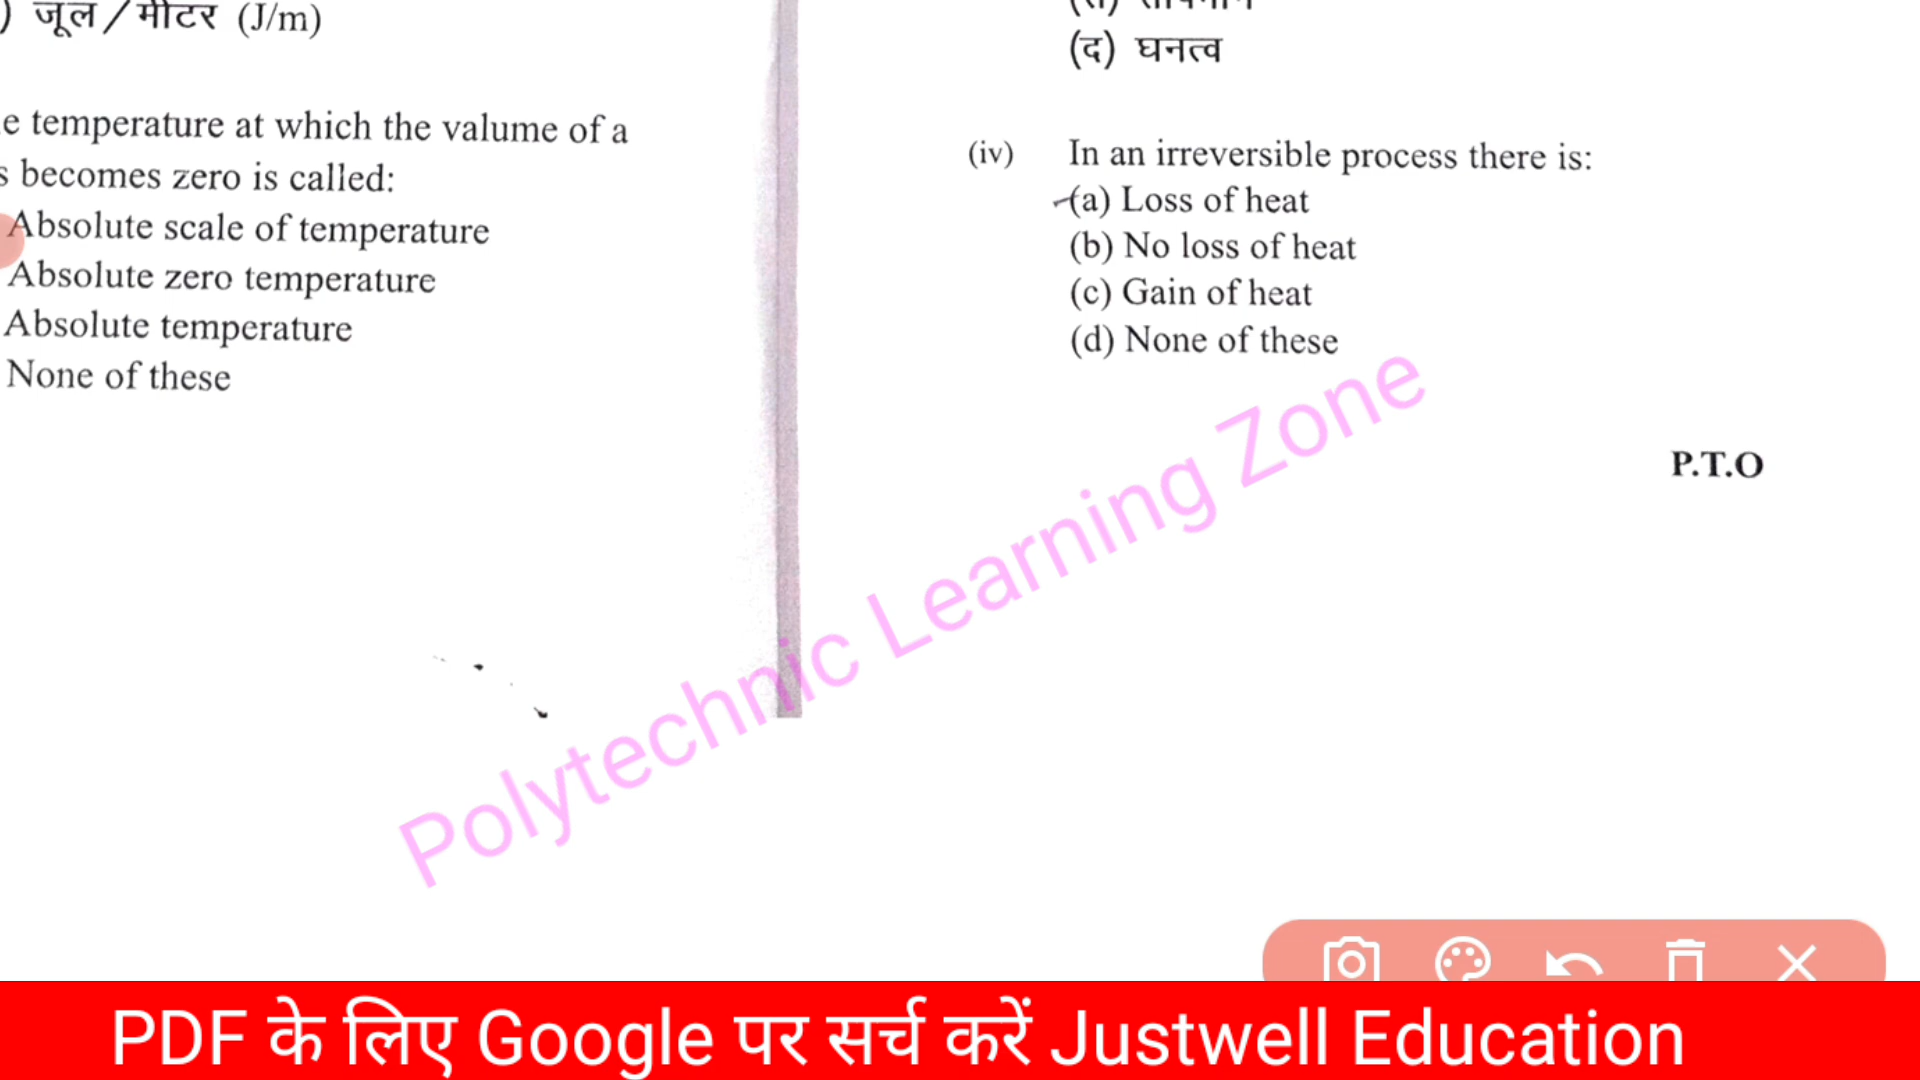 ) जूल/मीटर (J/m)
e temperature at which the valume of a
s becomes zero is called:
Absolute scale of temperature
Absolute zero temperature
Absolute temperature
None of these
(द) घनत्व
(iv) In an irreversible process there is:
(a) Loss of heat
(b) No loss of heat
(c) Gain of heat
(d) None of these
P.T.O
Polytechnic Learning Zone
PDF के लिए Google पर सर्च करें Justwell Education